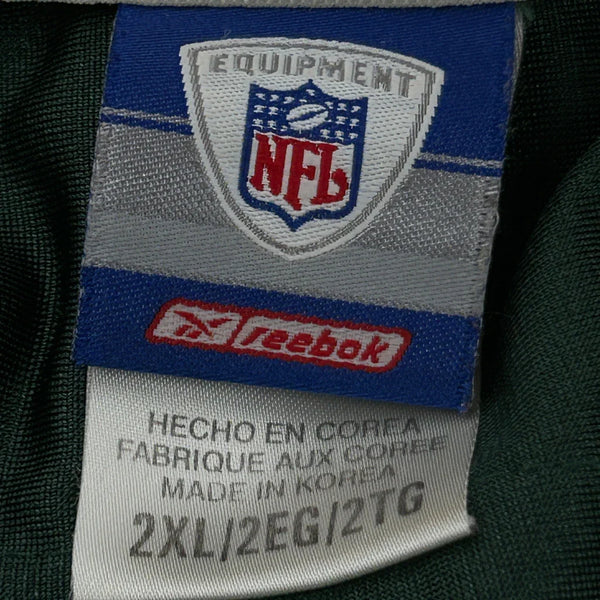 EQUIPMENT
NFL
reebok
HECHO EN COREA
FABRIQUE AUX COREE
MADE IN KOREA
2XL/2EG/2TG